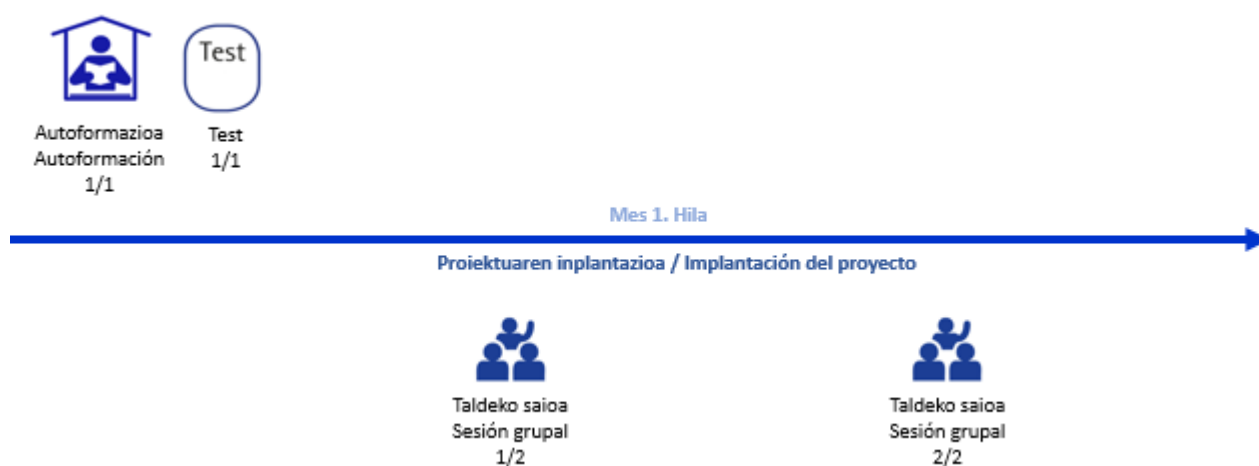 Test
Autoformazioa
Autoformación
1/1
Test
1/1
Mes 1. Hila
Proiektuaren inplantazioa / Implantación del proyecto
Taldeko saioa
Sesión grupal
1/2
Taldeko saioa
Sesión grupal
2/2